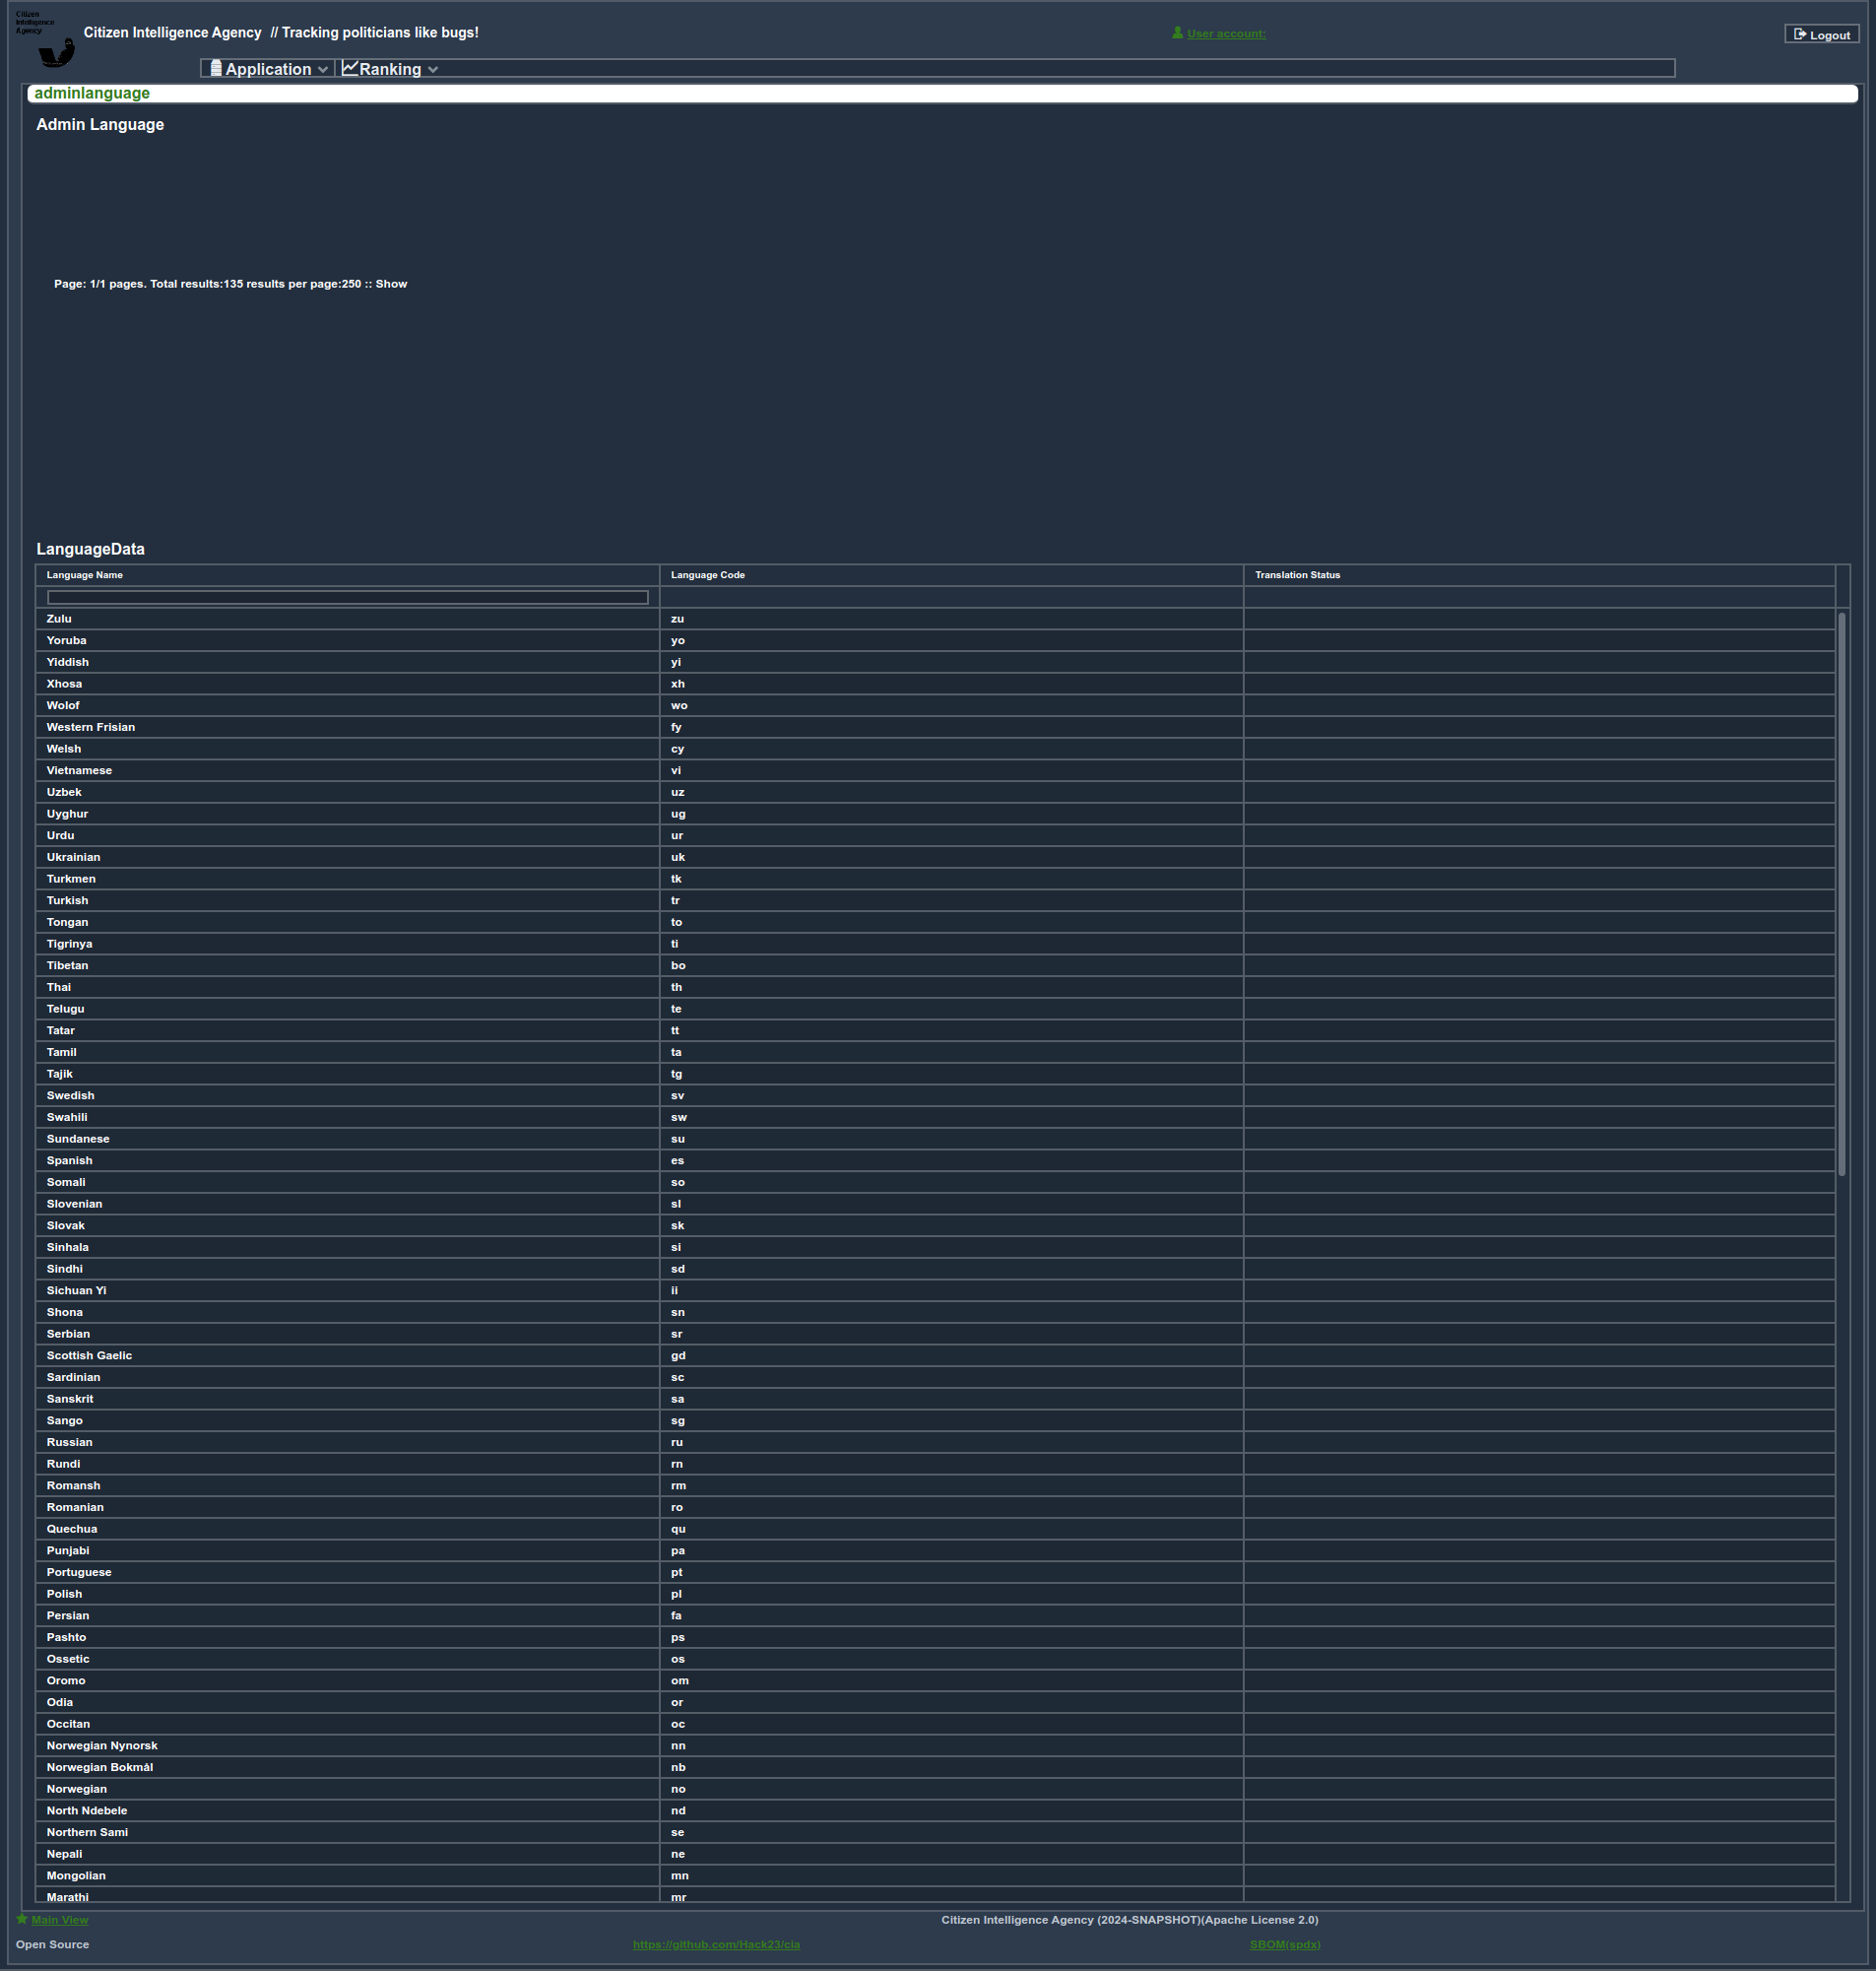 Citizen
Intelligence
Agency
Citizen Intelligence Agency // Tracking politicians like bugs!
User account:
Logout
Application Ranking
adminlanguage
Admin Language
Page: 1/1 pages. Total results:135 results per page:250 :: Show
LanguageData
Language Name Language Code Translation Status
Zulu zu
Yoruba yo
Yiddish yi
Xhosa xh
Wolof wo
Western Frisian fy
Welsh cy
Vietnamese vi
Uzbek uz
Uyghur ug
Urdu ur
Ukrainian uk
Turkmen tk
Turkish tr
Tongan to
Tigrinya ti
Tibetan bo
Thai th
Telugu te
Tatar tt
Tamil ta
Tajik tg
Swedish sv
Swahili sw
Sundanese su
Spanish es
Somali so
Slovenian sl
Slovak sk
Sinhala si
Sindhi sd
Sichuan Yi ii
Shona sn
Serbian sr
Scottish Gaelic gd
Sardinian sc
Sanskrit sa
Sango sg
Russian ru
Rundi rn
Romansh rm
Romanian ro
Quechua qu
Punjabi pa
Portuguese pt
Polish pl
Persian fa
Pashto ps
Ossetic os
Oromo om
Odia or
Occitan oc
Norwegian Nynorsk nn
Norwegian Bokmål nb
Norwegian no
North Ndebele nd
Northern Sami se
Nepali ne
Mongolian mn
Marathi mr
Main View Citizen Intelligence Agency (2024-SNAPSHOT)(Apache License 2.0)
Open Source https://github.com/Hack23/cia SBOM(spdx)